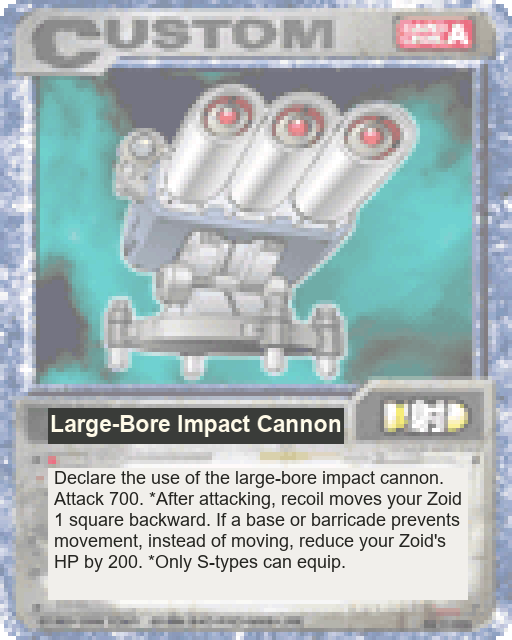 CUSTOM
A
Large-Bore Impact Cannon
Declare the use of the large-bore impact cannon.
Attack 700. *After attacking, recoil moves your Zoid
1 square backward. If a base or barricade prevents
movement, instead of moving, reduce your Zoid's
HP by 200. *Only S-types can equip.